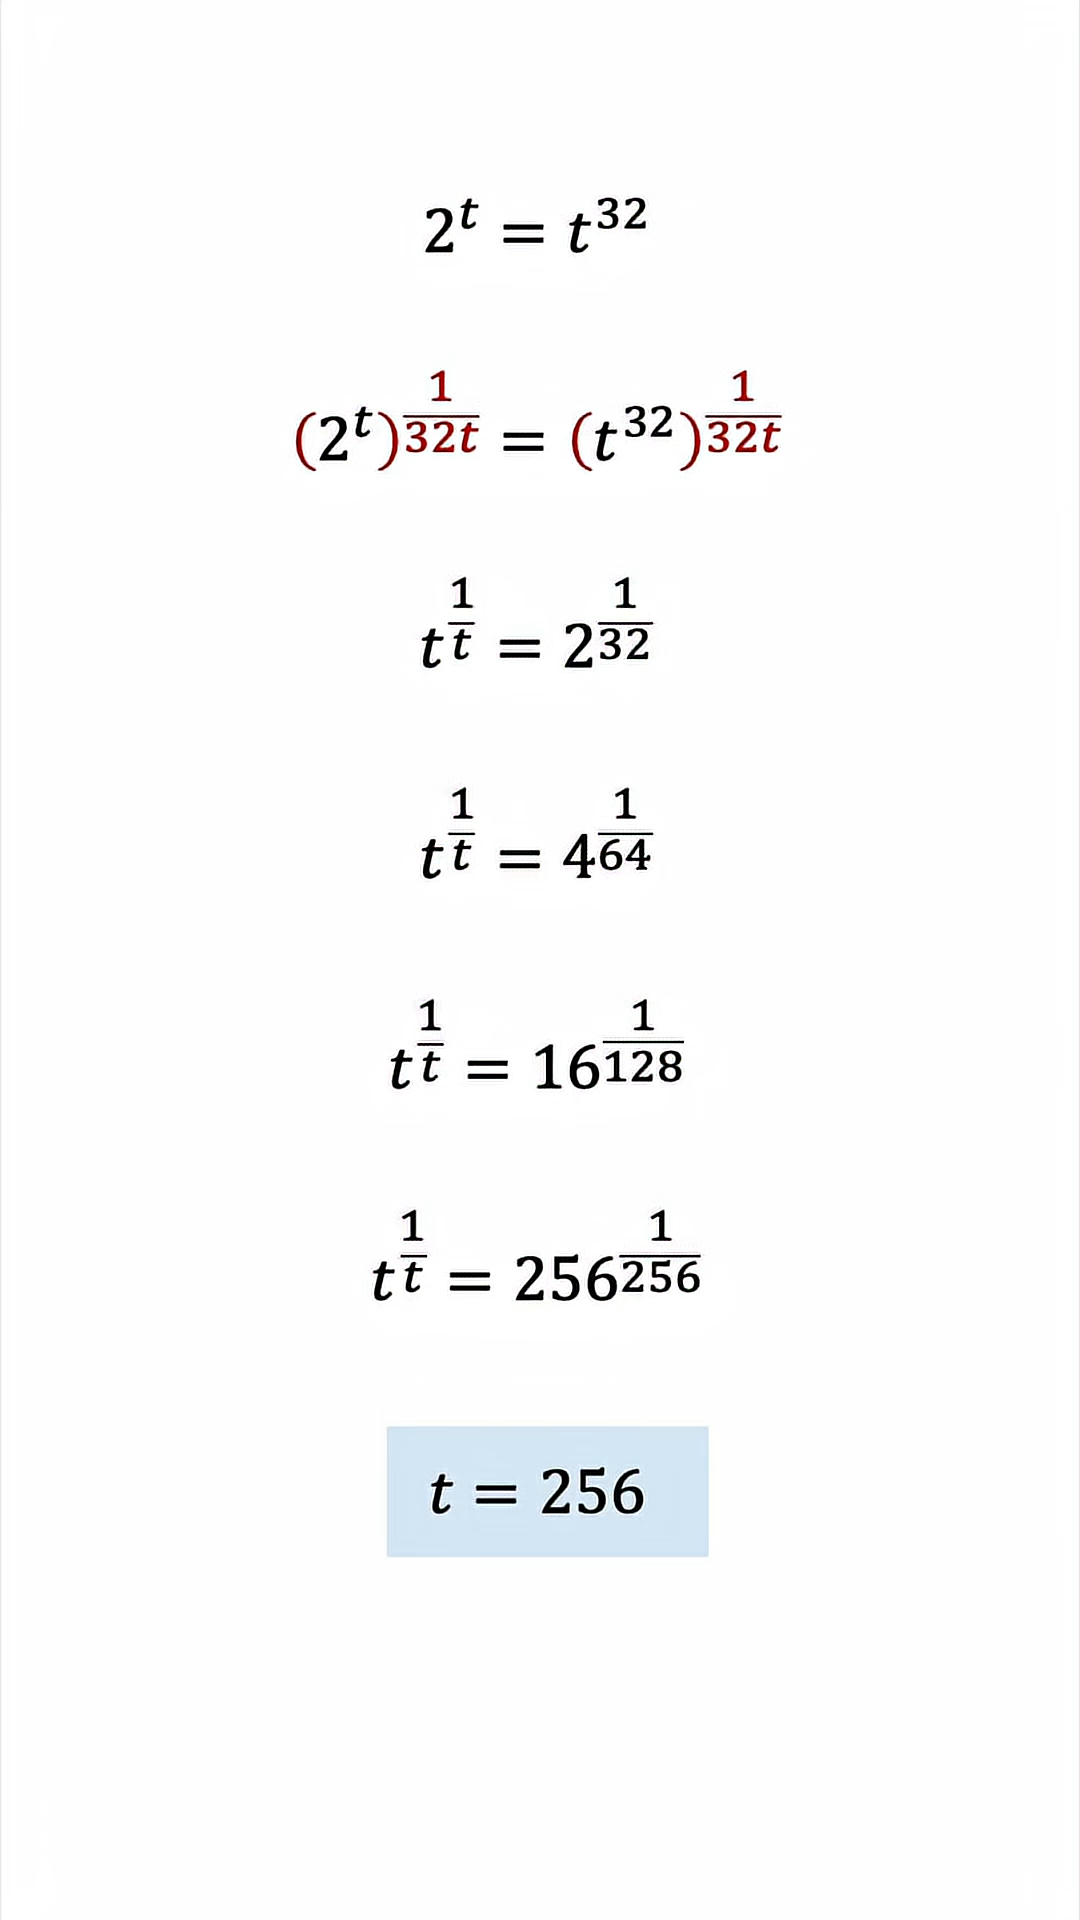 2^t = t^32
(2^t)^(1/32t) = (t^32)^(1/32t)
t^(1/t) = 2^(1/32)
t^(1/t) = 4^(1/64)
t^(1/t) = 16^(1/128)
t^(1/t) = 256^(1/256)
t = 256